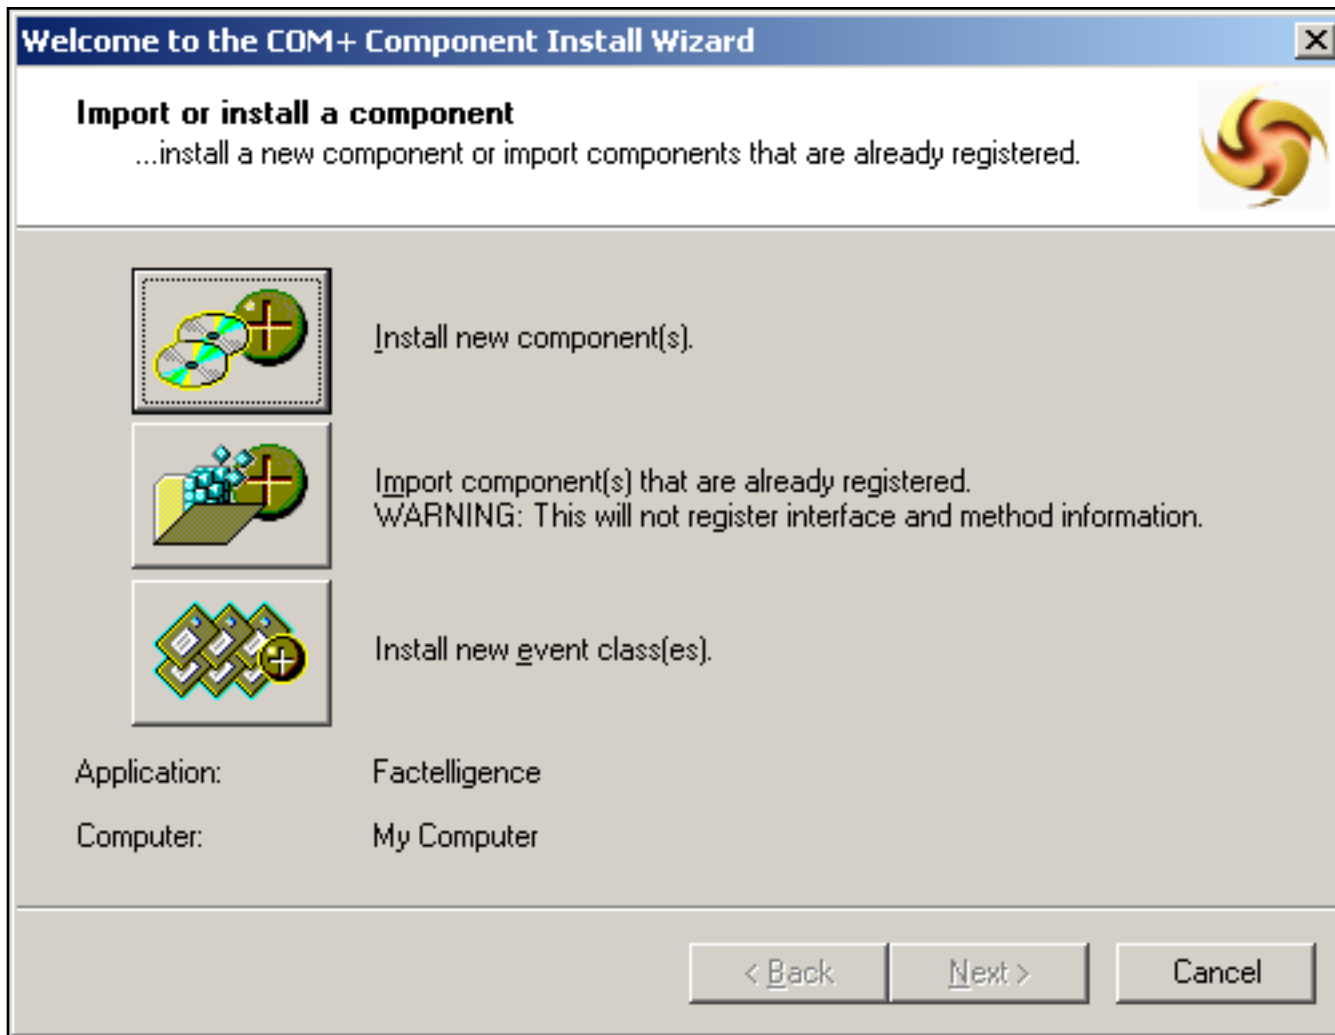 Welcome to the COM+ Component Install Wizard
Import or install a component
...install a new component or import components that are already registered.
Install new component(s).
Import component(s) that are already registered.
WARNING: This will not register interface and method information.
Install new event class(es).
Application: Factelligence
Computer: My Computer
< Back Next > Cancel